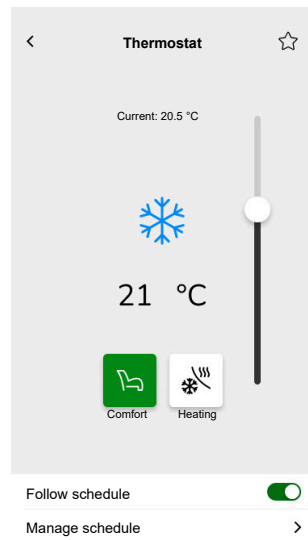 Thermostat
Current: 20.5 °C
21 °C
Comfort Heating
Follow schedule
Manage schedule